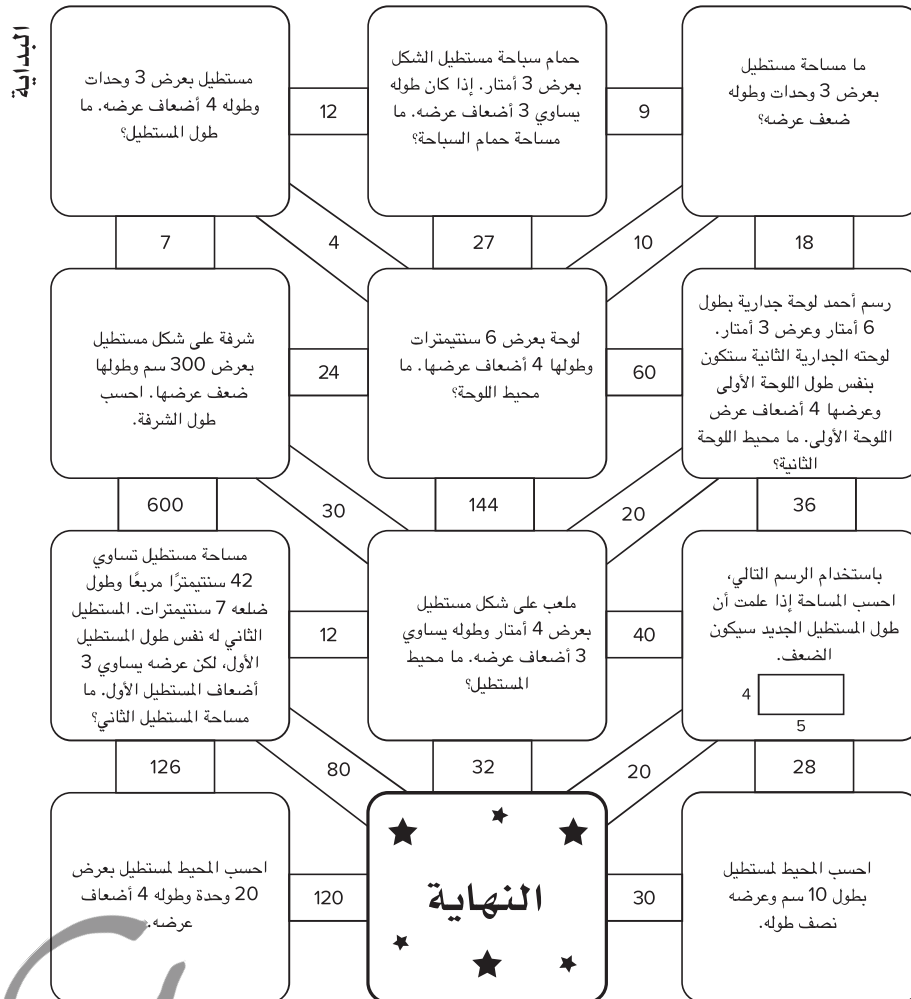 البداية
مستطيل بعرض 3 وحدات
وطوله 4 أضعاف عرضه. ما
طول المستطيل؟
12
حمام سباحة مستطيل الشكل
بعرض 3 أمتار. إذا كان طوله
يساوي 3 أضعاف عرضه. ما
مساحة حمام السباحة؟
9
ما مساحة مستطيل
بعرض 3 وحدات وطوله
ضعف عرضه؟
7
4
27
10
18
شرفة على شكل مستطيل
بعرض 300 سم وطولها
ضعف عرضها. احسب
طول الشرفة.
24
لوحة بعرض 6 سنتيمترات
وطولها 4 أضعاف عرضها. ما
محيط اللوحة؟
60
رسم أحمد لوحة جدارية بطول
6 أمتار وعرض 3 أمتار.
لوحته الجدارية الثانية ستكون
بنفس طول اللوحة الأولى
وعرضها 4 أضعاف عرض
اللوحة الأولى. ما محيط اللوحة
الثانية؟
600
30
144
20
36
مساحة مستطيل تساوي
42 سنتيمترًا مربعًا وطول
ضلعه 7 سنتيمترات. المستطيل
الثاني له نفس طول المستطيل
الأول، لكن عرضه يساوي 3
أضعاف المستطيل الأول. ما
مساحة المستطيل الثاني؟
12
ملعب على شكل مستطيل
بعرض 4 أمتار وطوله يساوي
3 أضعاف عرضه. ما محيط
المستطيل؟
40
باستخدام الرسم التالي،
احسب المساحة إذا علمت أن
طول المستطيل الجديد سيكون
الضعف.
4
5
126
80
32
20
28
احسب المحيط لمستطيل بعرض
20 وحدة وطوله 4 أضعاف
عرضه.
120
النهاية
30
احسب المحيط لمستطيل
بطول 10 سم وعرضه
نصف طوله.